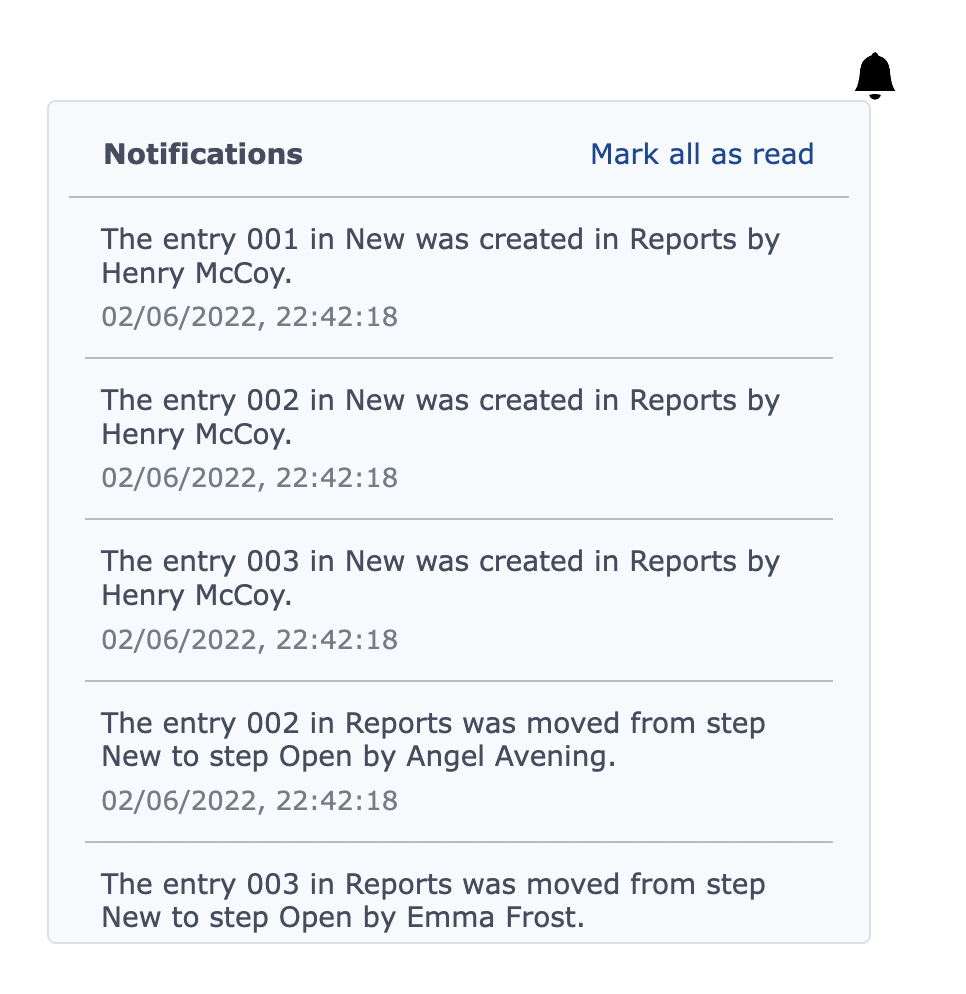 Notifications
Mark all as read
The entry 001 in New was created in Reports by
Henry McCoy.
02/06/2022, 22:42:18
The entry 002 in New was created in Reports by
Henry McCoy.
02/06/2022, 22:42:18
The entry 003 in New was created in Reports by
Henry McCoy.
02/06/2022, 22:42:18
The entry 002 in Reports was moved from step
New to step Open by Angel Avening.
02/06/2022, 22:42:18
The entry 003 in Reports was moved from step
New to step Open by Emma Frost.